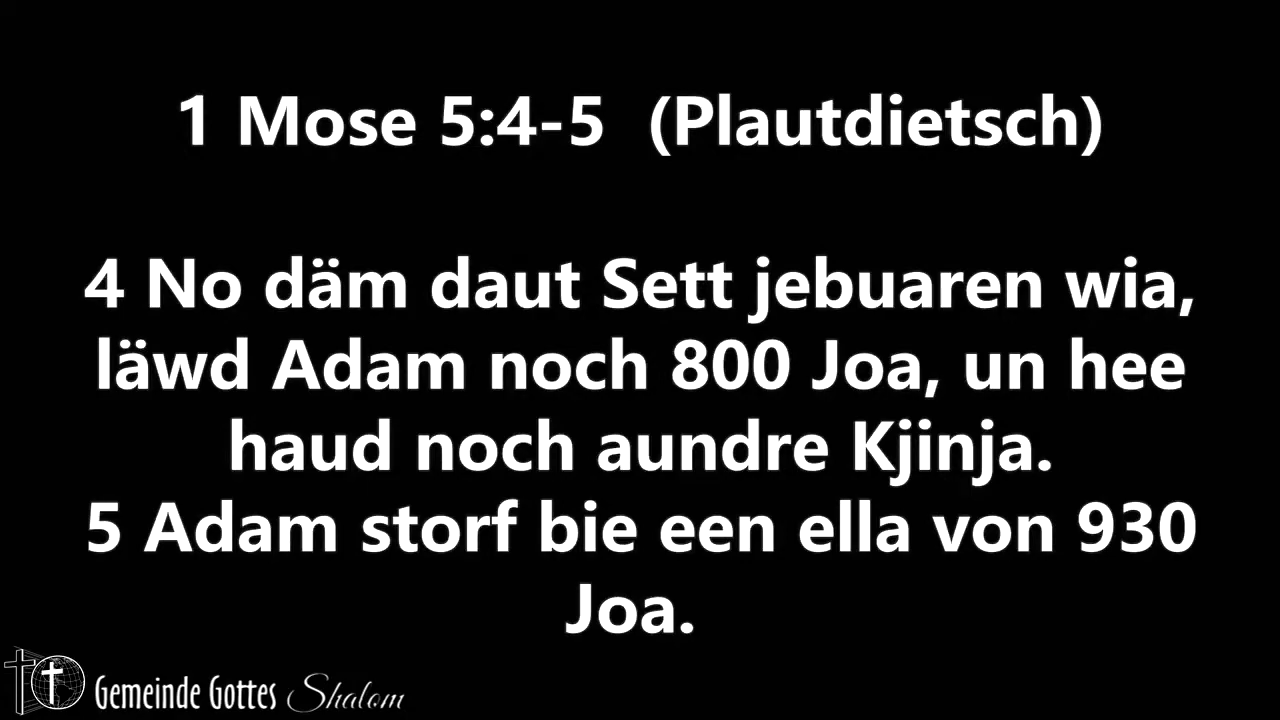 1 Mose 5:4-5 (Plautdietsch)
4 No däm daut Sett jebuaren wia,
läwd Adam noch 800 Joa, un hee
haud noch aundre Kjinja.
5 Adam storf bie een ella von 930
Joa.
Gemeinde Gottes Shalom